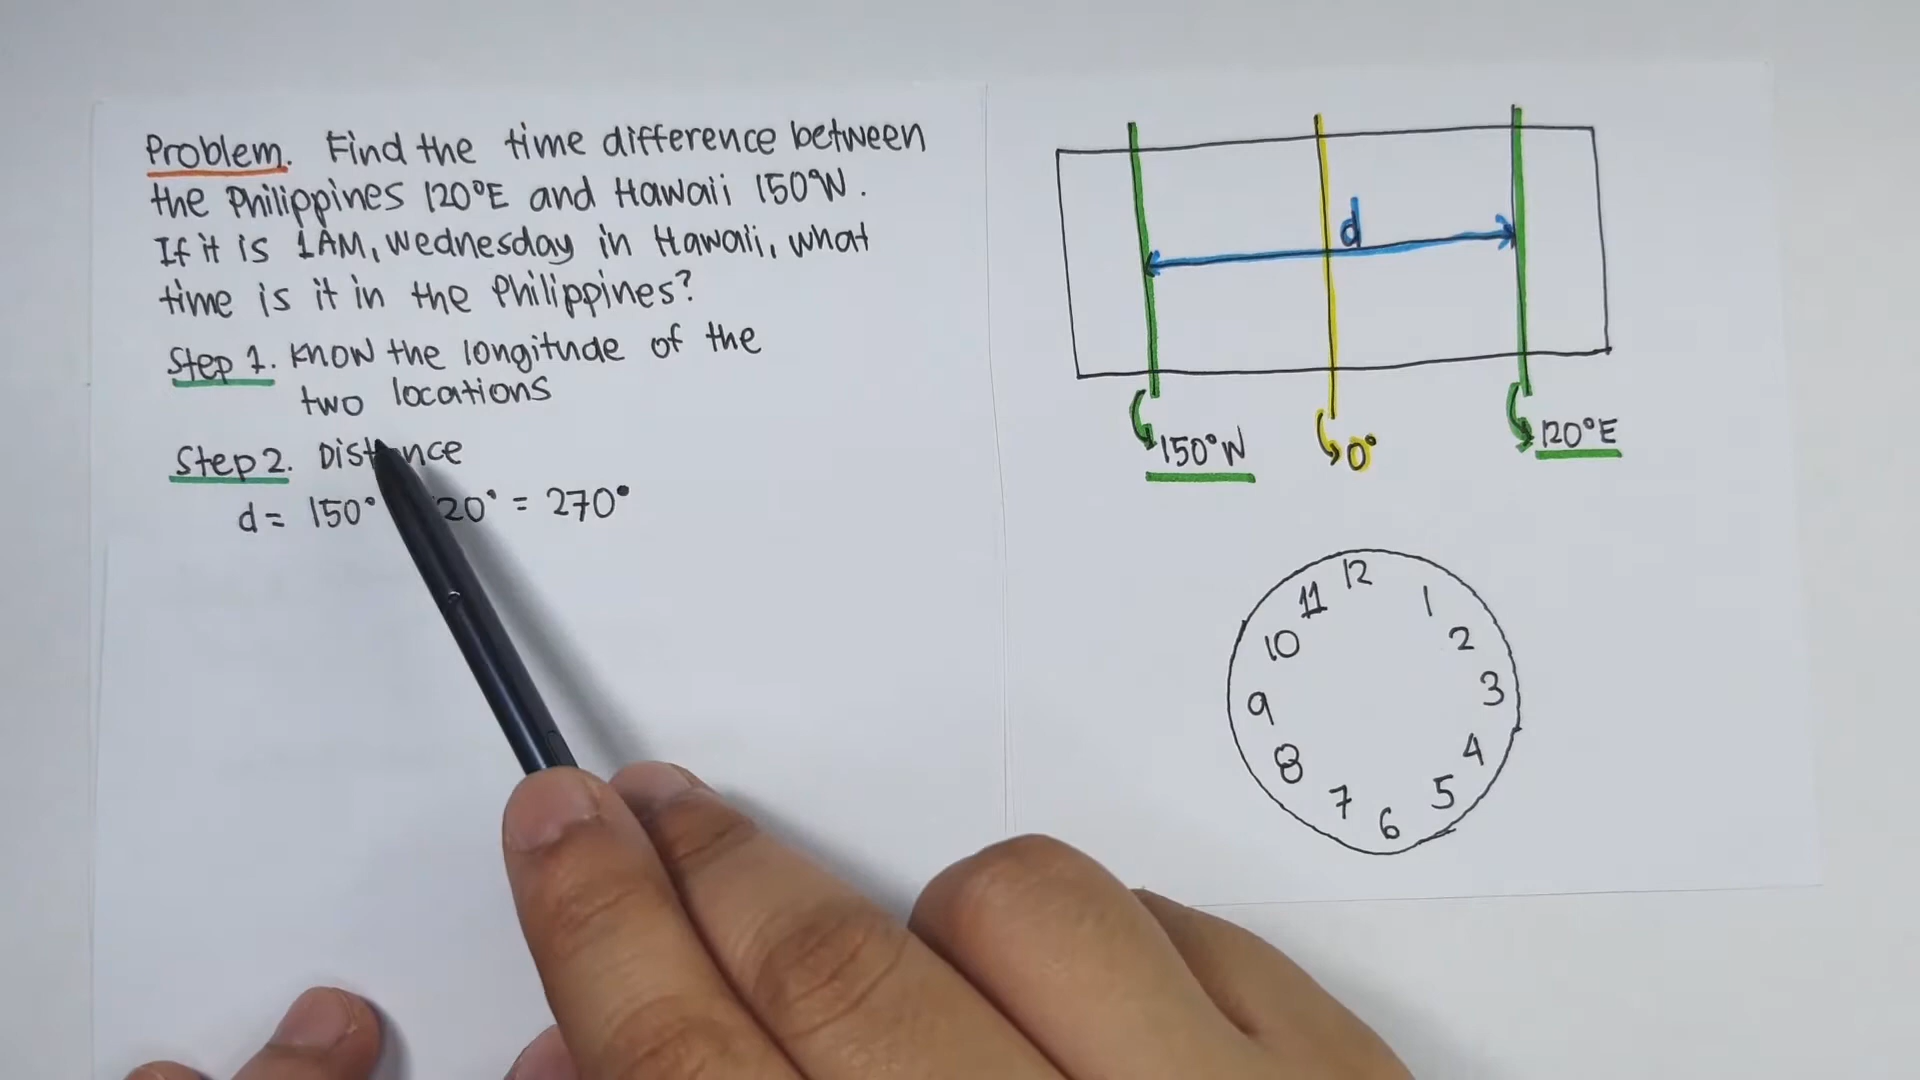 Problem. Find the time difference between
the Philippines 120°E and Hawaii 150°W.
If it is 1AM, Wednesday in Hawaii, what
time is it in the Philippines?
Step 1. Know the longitude of the
two locations
Step 2. Distance
d = 150° 20° = 270°
d
150°W
0°
120°E
12
11
1
10
2
9
3
8
4
7
5
6